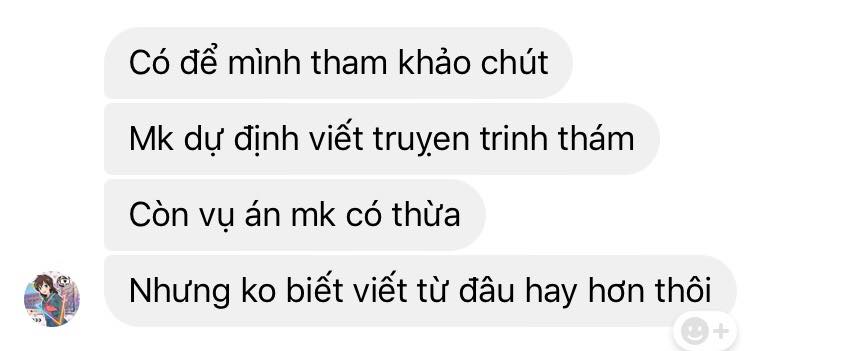 Có để mình tham khảo chút
Mk dự định viết truỵen trinh thám
Còn vụ án mk có thừa
Nhưng ko biết viết từ đâu hay hơn thôi